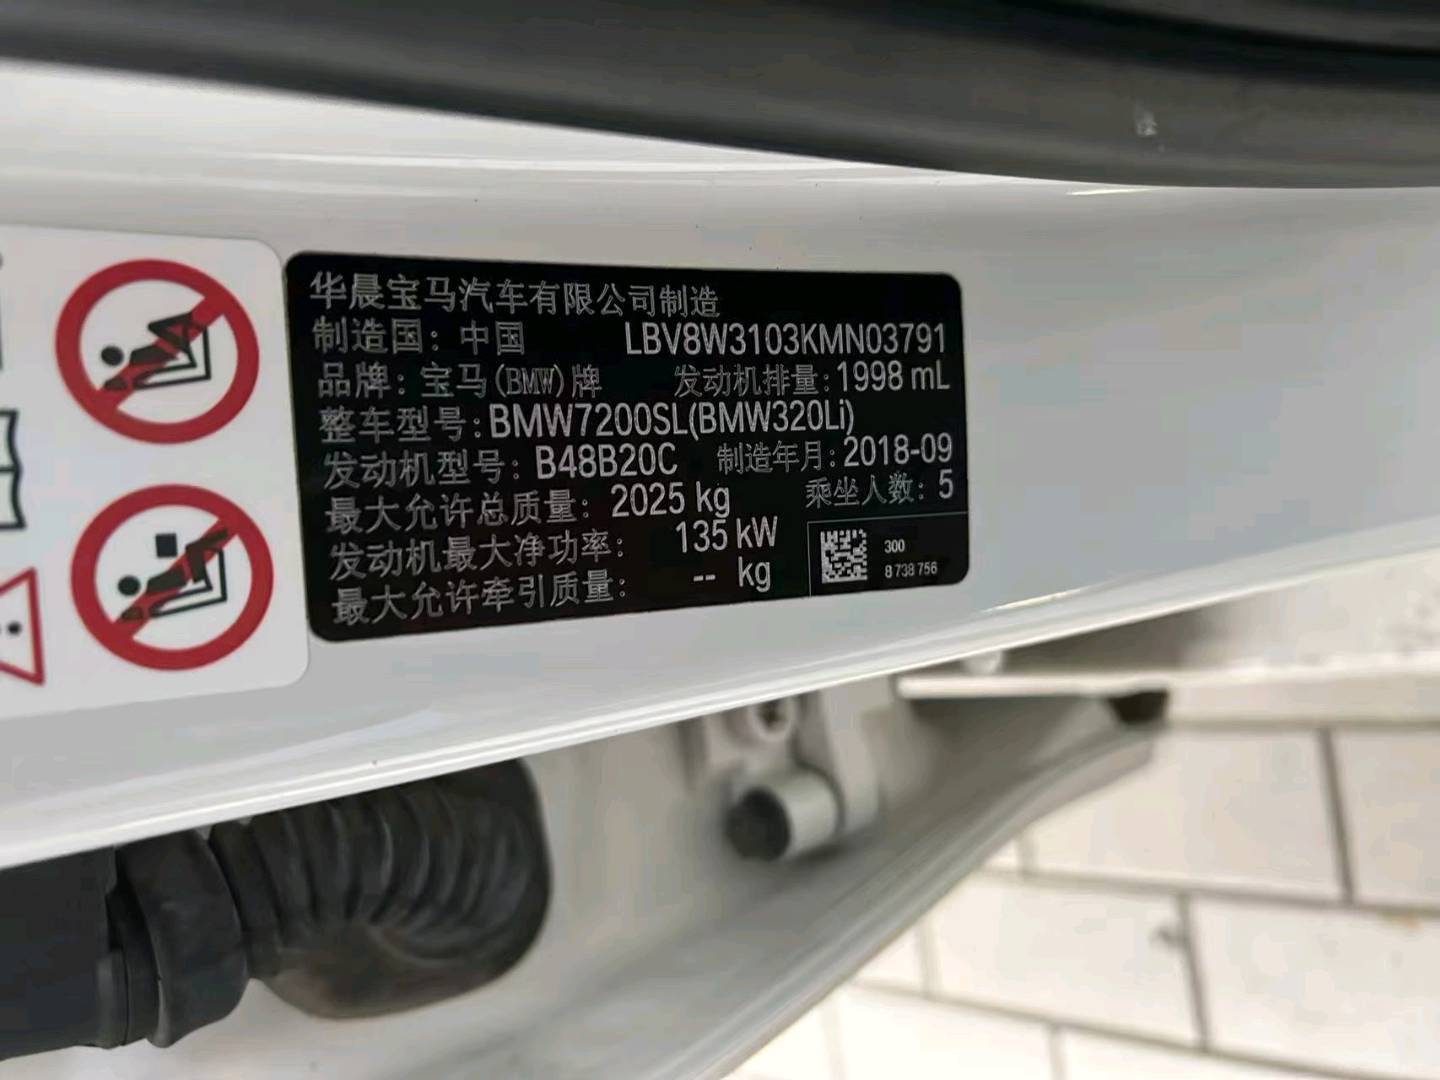 华晨宝马汽车有限公司制造
制造国：中国 LBV8W3103KMN03791
品牌：宝马(BMW)牌 发动机排量：1998 mL
整车型号：BMW7200SL(BMW320Li)
发动机型号：B48B20C 制造年月：2018-09
最大允许总质量：2025 kg 乘坐人数：5
发动机最大净功率：135 kW
最大允许牵引质量：-- kg
300
8 738 756